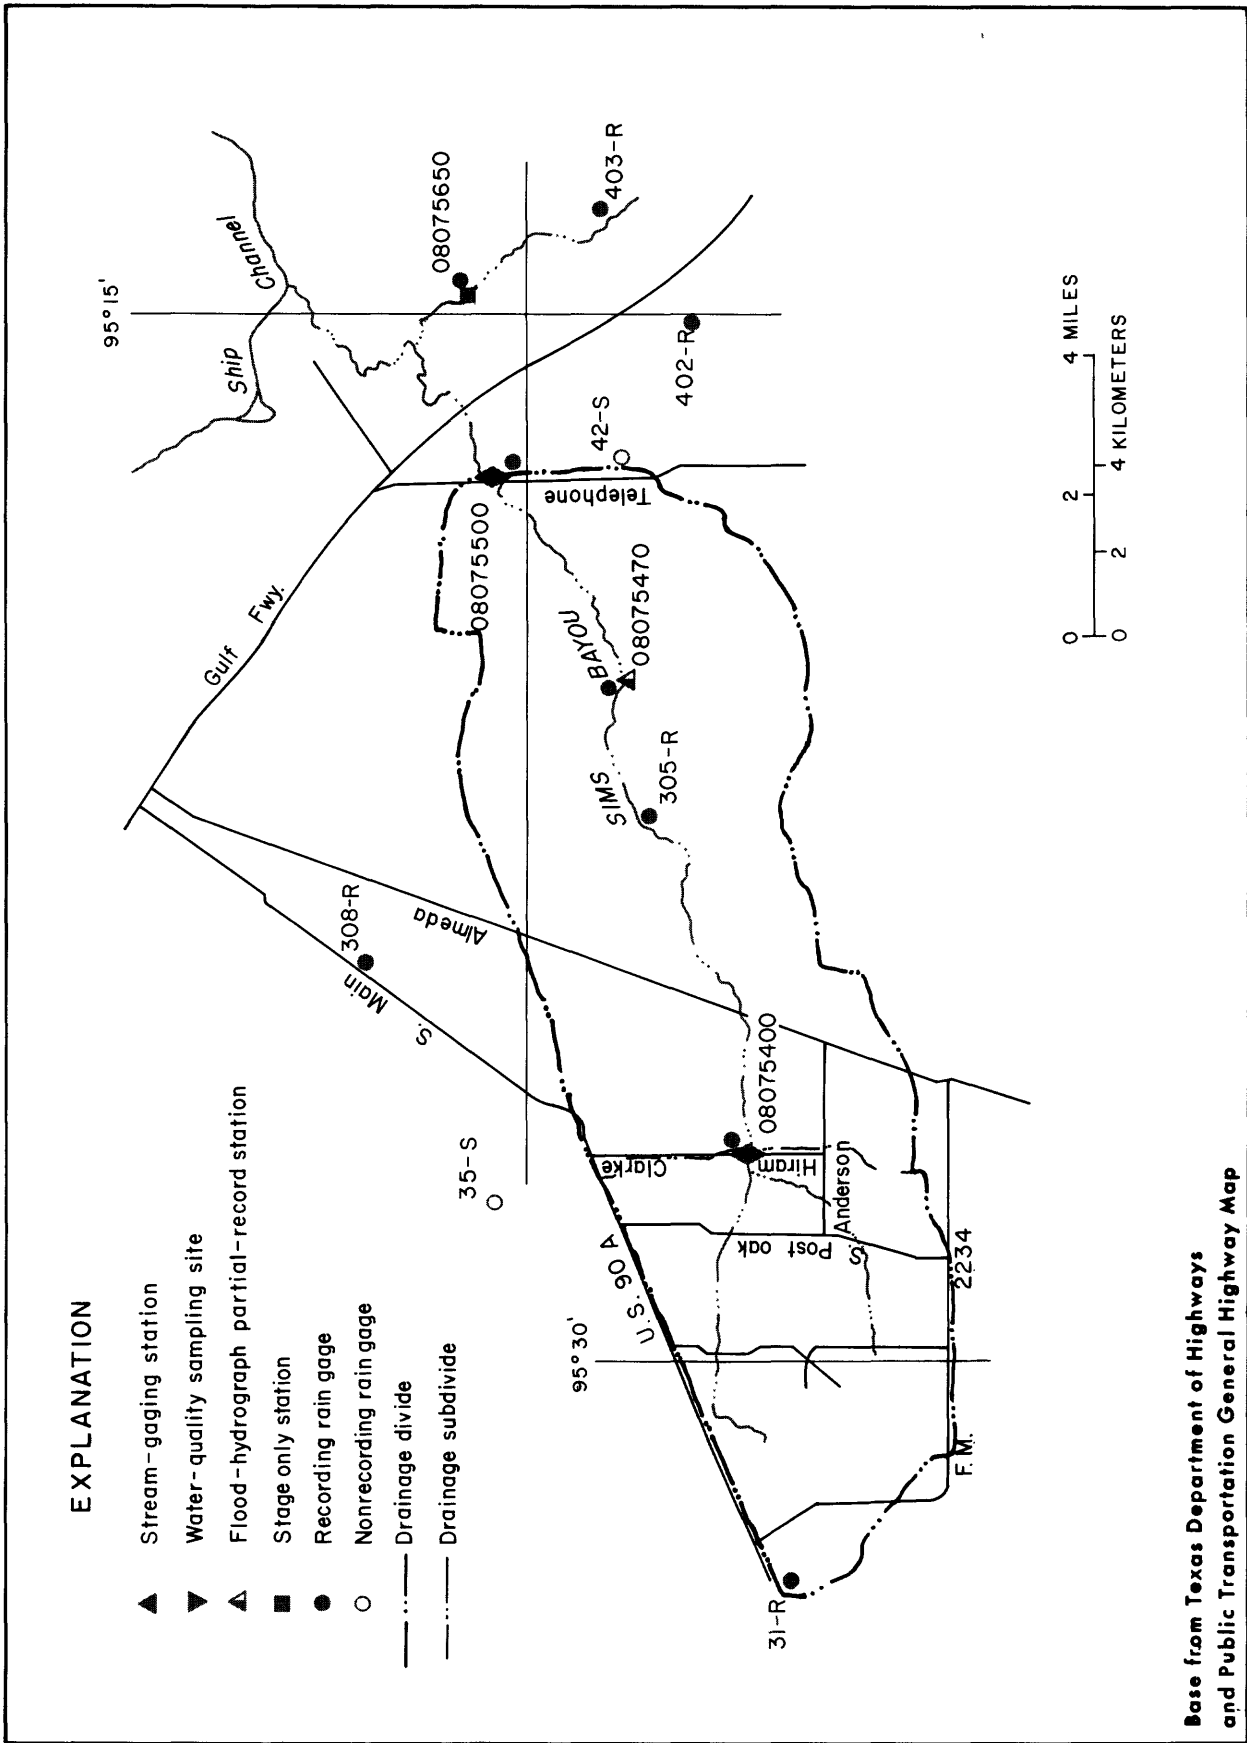 EXPLANATION
Stream-gaging station
Water-quality sampling site
Flood-hydrograph partial-record station
Stage only station
Recording rain gage
Nonrecording rain gage
Drainage divide
Drainage subdivide
95°15'
Ship
Channel
08075650
403-R
Gulf Fwy.
402-R
42-S
08075500
Telephone
08075470
SIMS BAYOU
305-R
308-R
S. Main
Almeda
35-S
08075400
Hiram Clarke
Anderson
S. Post oak
U.S. 90 A
95°30'
F.M. 2234
31-R
0 2 4 MILES
0 2 4 KILOMETERS
Base from Texas Department of Highways
and Public Transportation General Highway Map